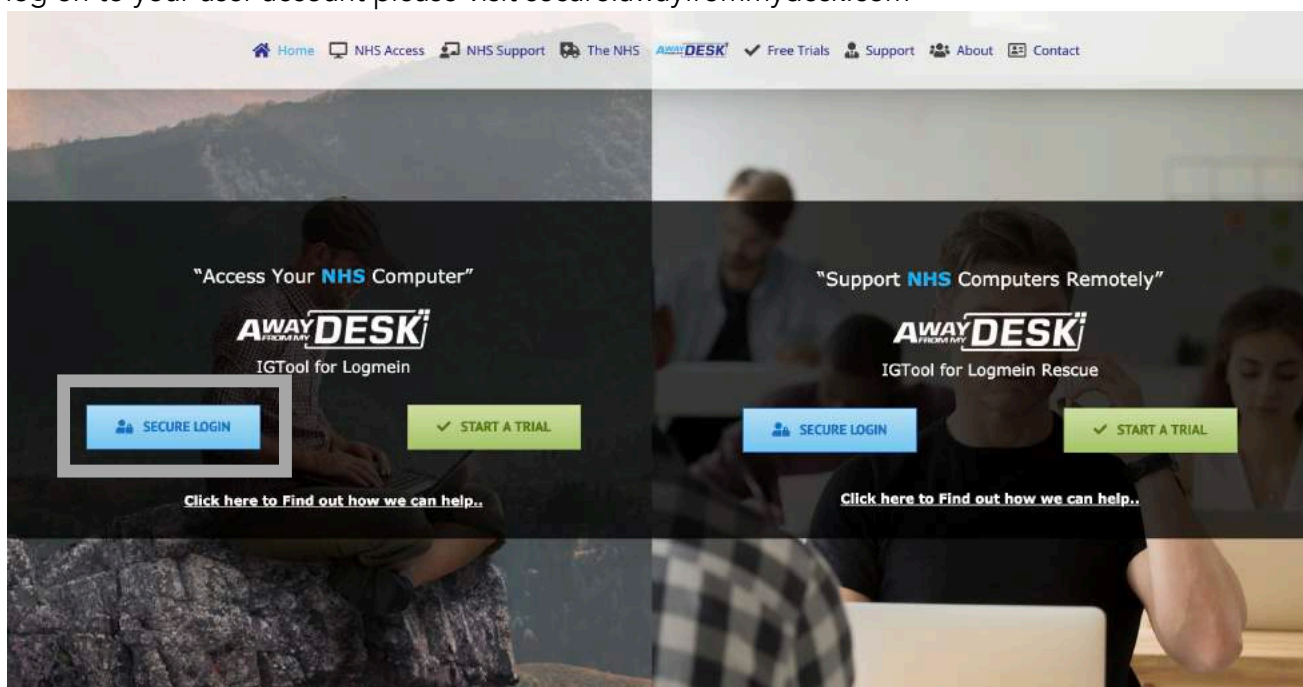 log on to your user account please visit secure.awayfrommydesk.com
Home NHS Access NHS Support The NHS AWAY DESK Free Trials Support About Contact
"Access Your NHS Computer"
AWAY FROM MY DESK
IGTool for Logmein
SECURE LOGIN
START A TRIAL
Click here to Find out how we can help..
"Support NHS Computers Remotely"
AWAY FROM MY DESK
IGTool for Logmein Rescue
SECURE LOGIN
START A TRIAL
Click here to Find out how we can help..